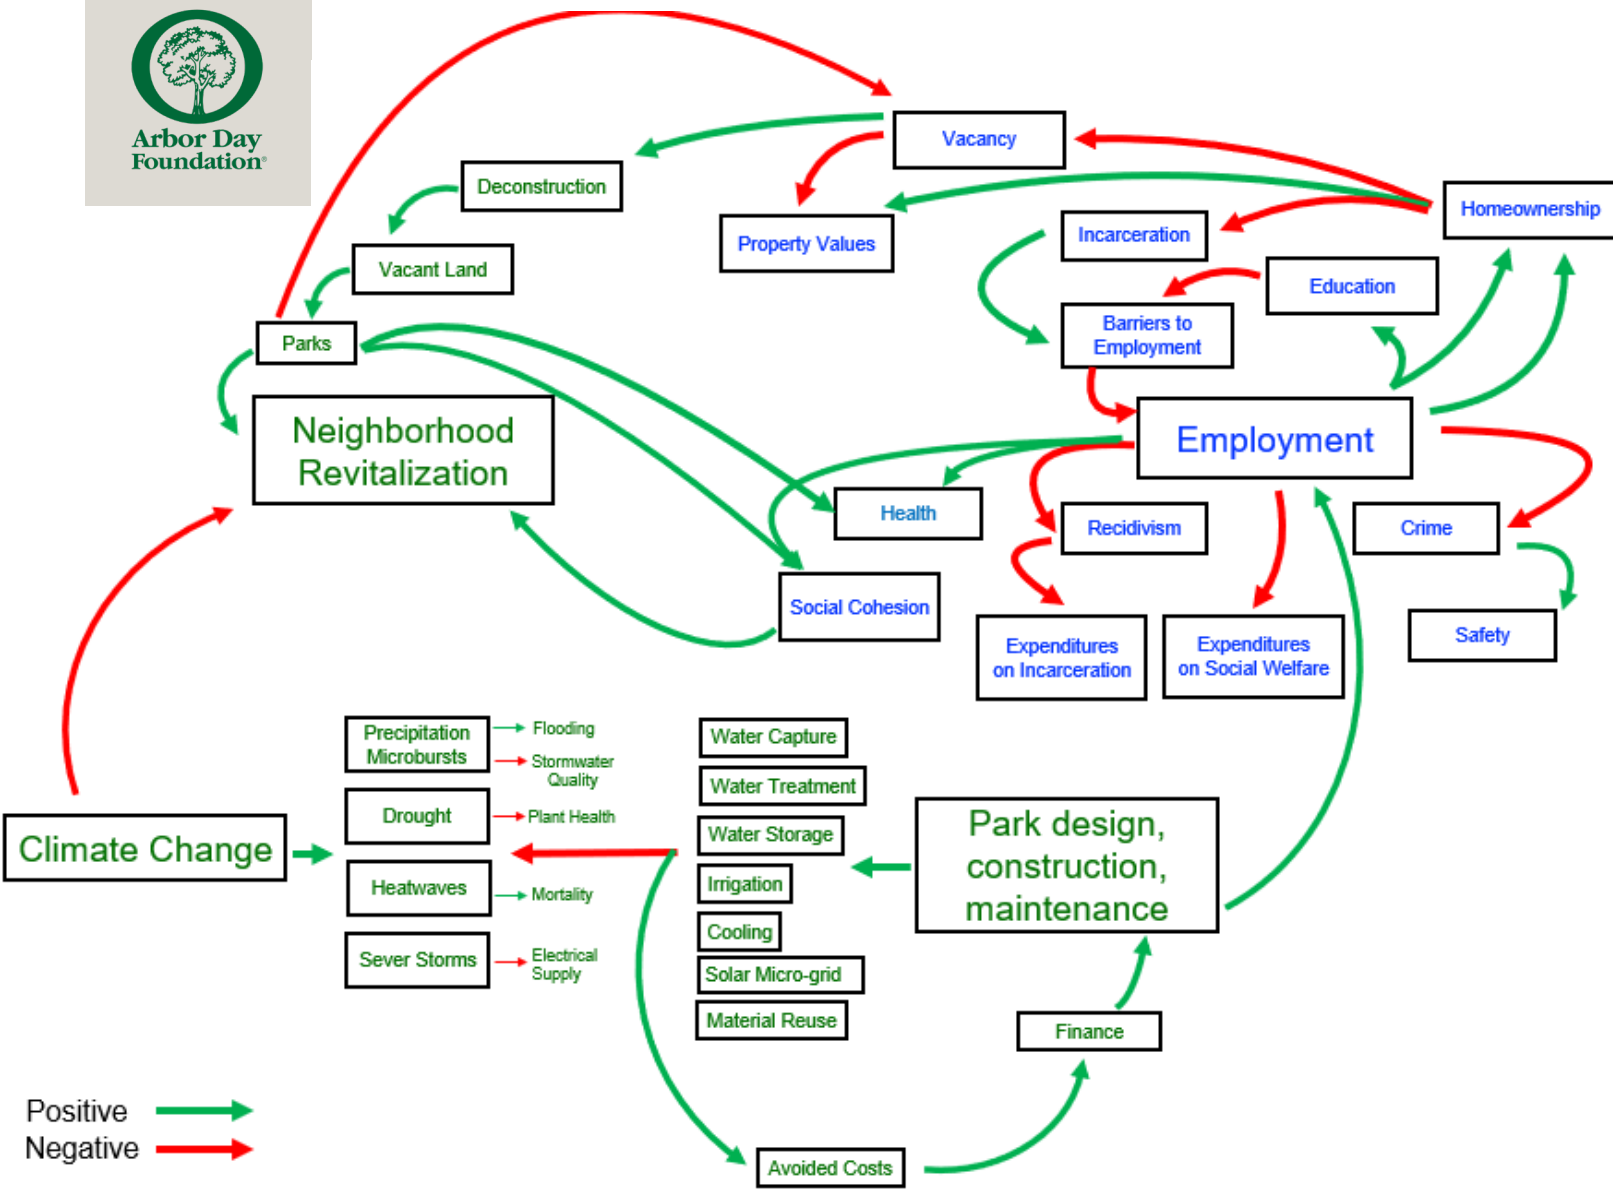 Arbor Day
Foundation®
Vacancy
Deconstruction
Homeownership
Property Values
Incarceration
Vacant Land
Education
Parks
Barriers to
Employment
Neighborhood
Revitalization
Employment
Health
Recidivism
Crime
Social Cohesion
Expenditures
on Incarceration
Expenditures
on Social Welfare
Safety
Precipitation
Microbursts
Flooding
Stormwater
Quality
Drought
Plant Health
Climate Change
Heatwaves
Mortality
Sever Storms
Electrical
Supply
Water Capture
Water Treatment
Water Storage
Irrigation
Cooling
Solar Micro-grid
Material Reuse
Park design,
construction,
maintenance
Finance
Avoided Costs
Positive
Negative